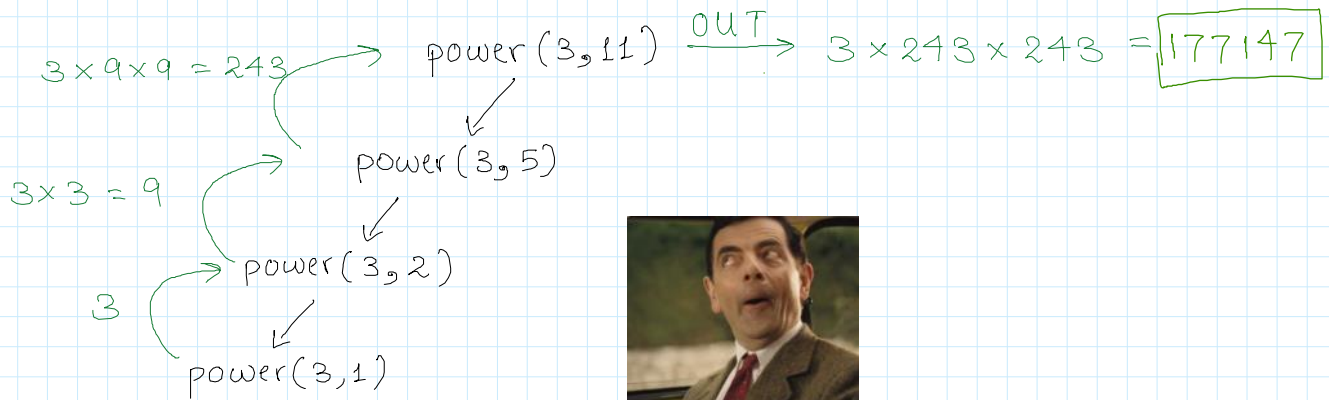 power(3,11) OUT 3×243×243 = 177147
3×9×9 = 243
power(3,5)
3×3 = 9
power(3,2)
3
power(3,1)